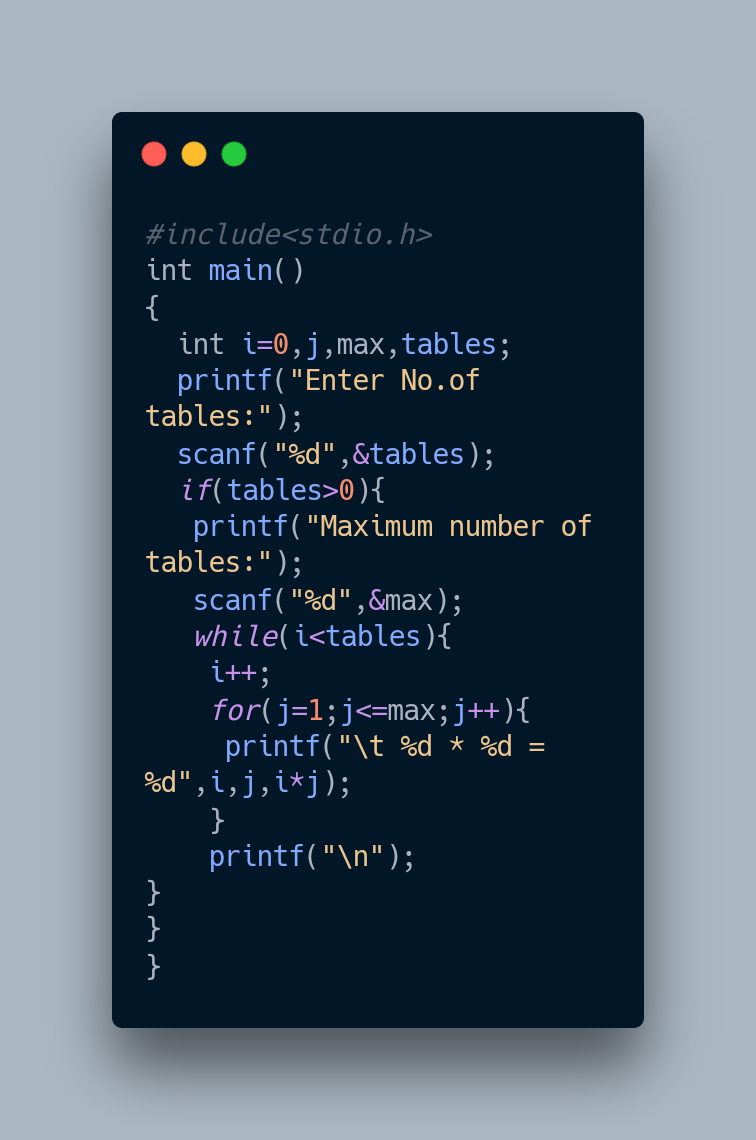 #include<stdio.h>
int main()
{
  int i=0,j,max,tables;
  printf("Enter No.of
tables:");
  scanf("%d",&tables);
  if(tables>0){
   printf("Maximum number of
tables:");
   scanf("%d",&max);
   while(i<tables){
    i++;
    for(j=1;j<=max;j++){
     printf("\t %d * %d =
%d",i,j,i*j);
    }
    printf("\n");
}
}
}